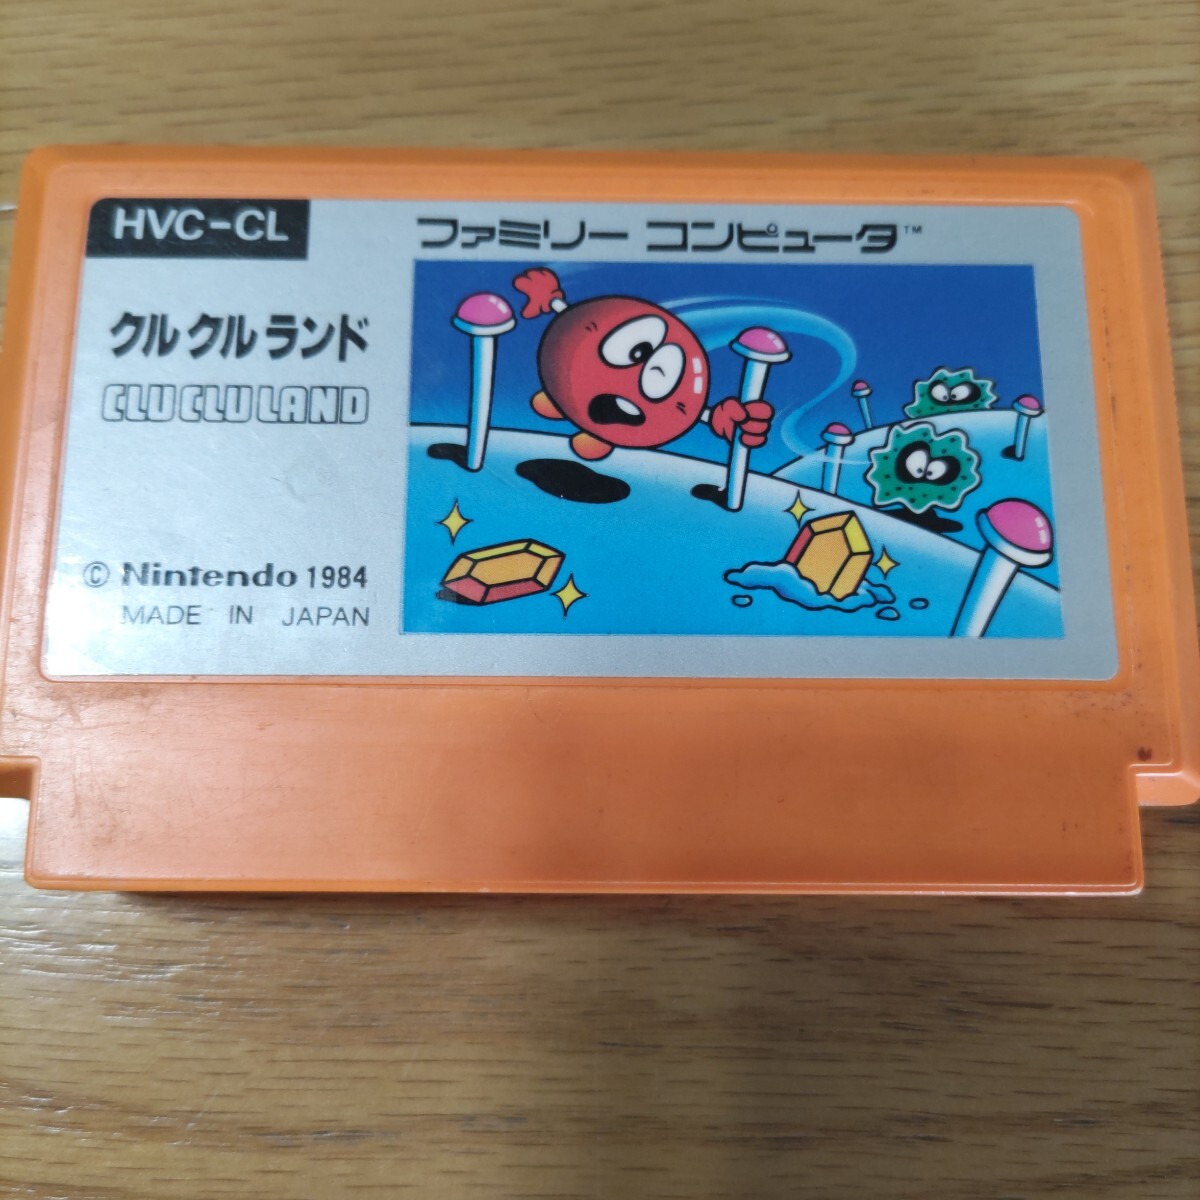 HVC-CL
ファミリー コンピュータ™
クルクルランド
CLU CLU LAND
© Nintendo 1984
MADE IN JAPAN